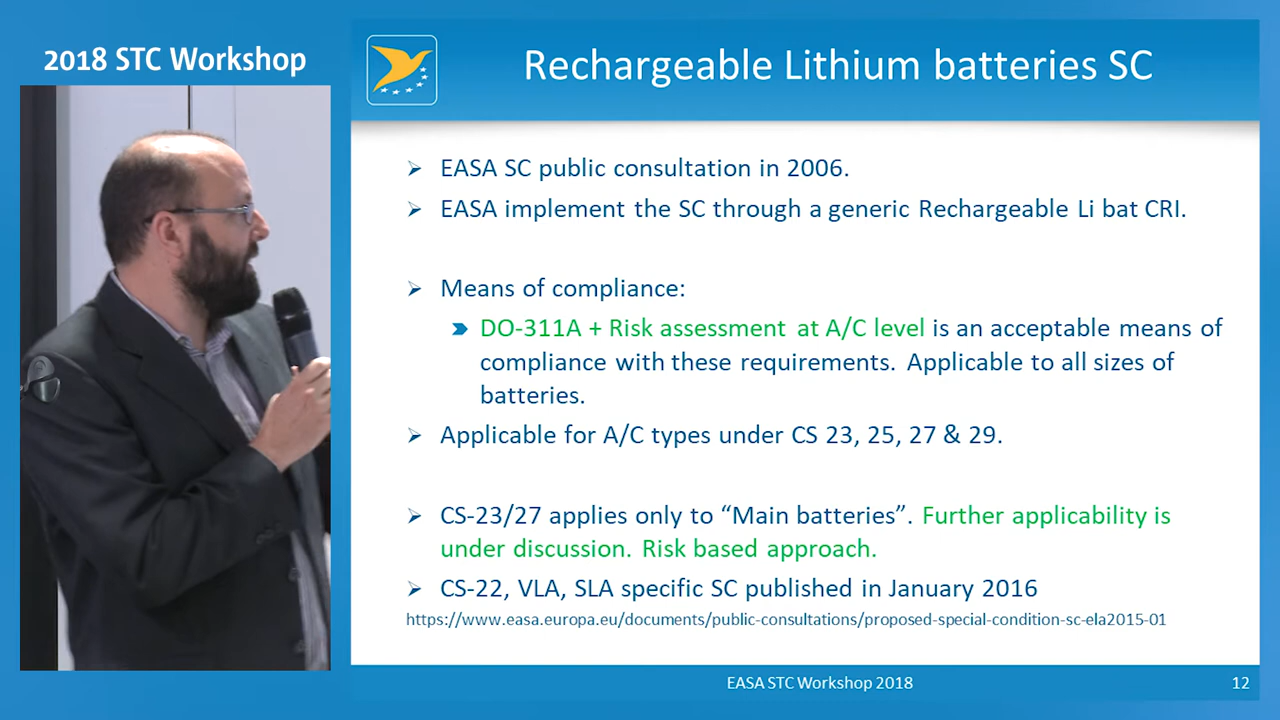 2018 STC Workshop
Rechargeable Lithium batteries SC
EASA SC public consultation in 2006.
EASA implement the SC through a generic Rechargeable Li bat CRI.
Means of compliance:
DO-311A + Risk assessment at A/C level is an acceptable means of
compliance with these requirements. Applicable to all sizes of
batteries.
Applicable for A/C types under CS 23, 25, 27 & 29.
CS-23/27 applies only to “Main batteries”. Further applicability is
under discussion. Risk based approach.
CS-22, VLA, SLA specific SC published in January 2016
https://www.easa.europa.eu/documents/public-consultations/proposed-special-condition-sc-ela2015-01
EASA STC Workshop 2018
12